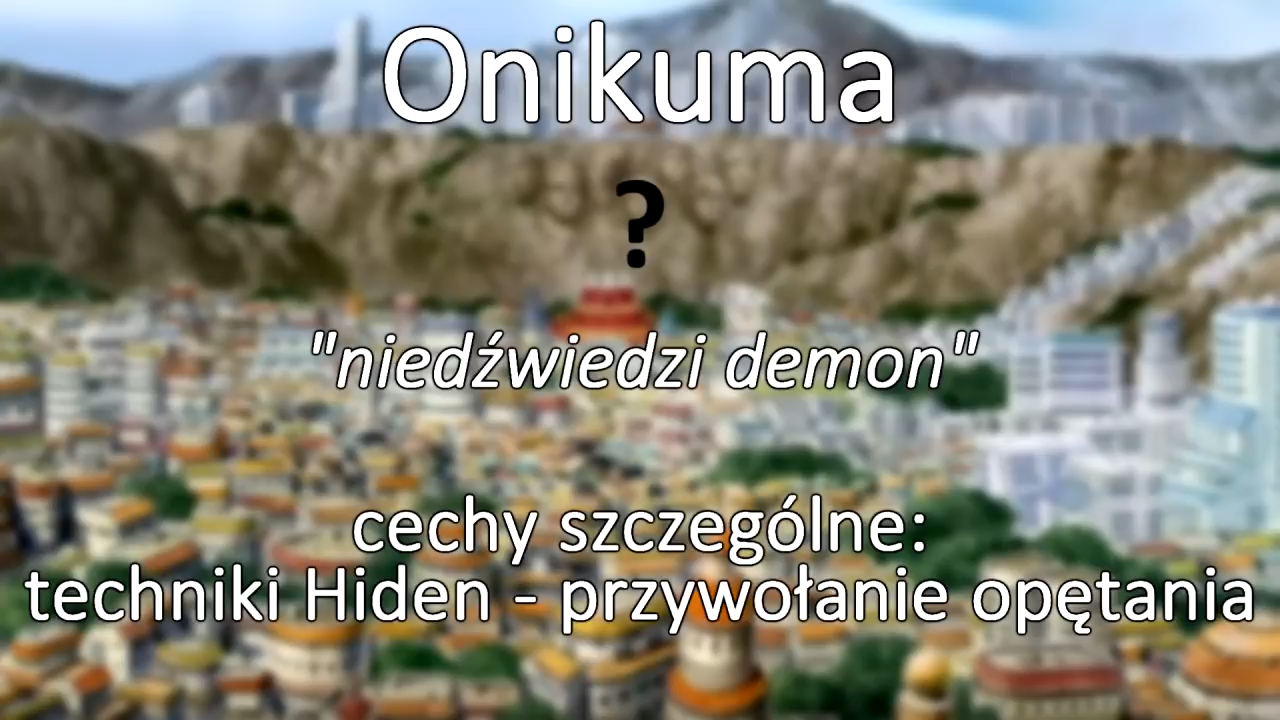 Onikuma
?
"niedźwiedzi demon"
cechy szczególne:
techniki Hiden - przywołanie opętania